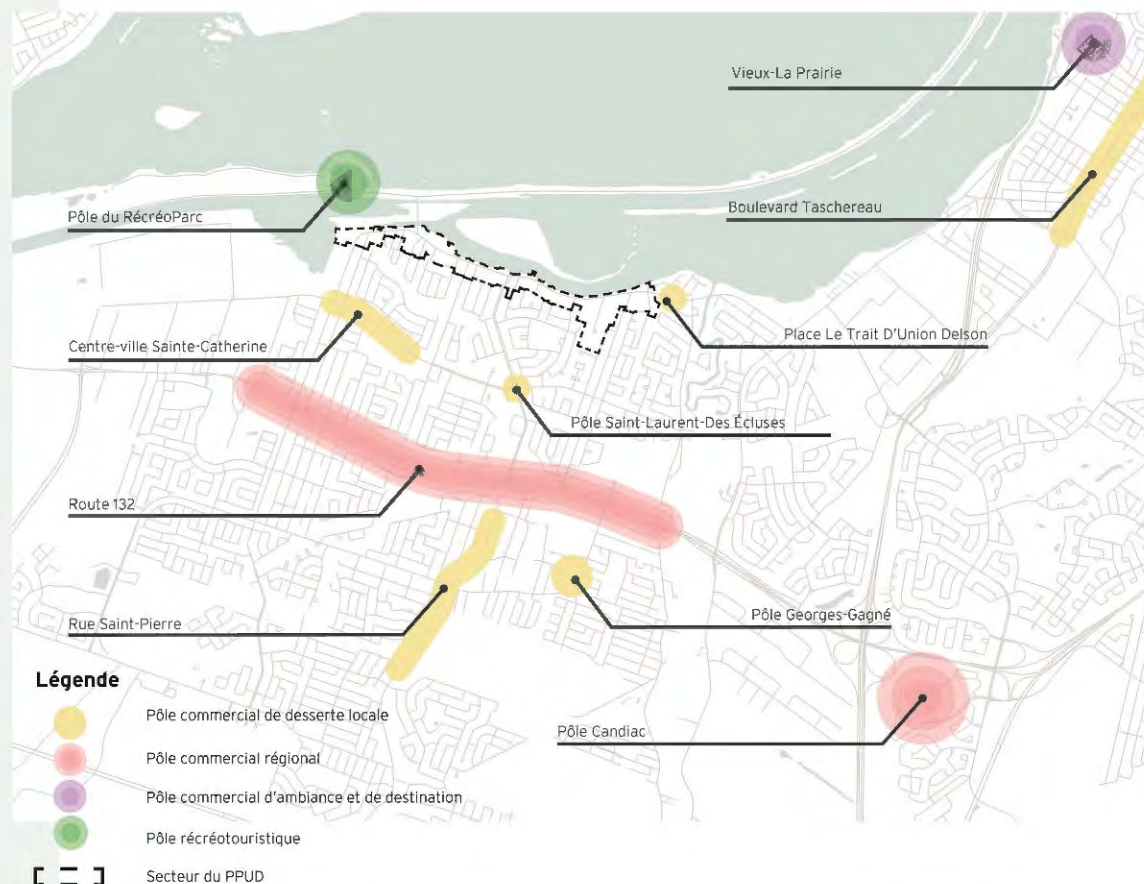 Vieux-La Prairie
Pôle du RécréoParc
Boulevard Taschereau
Centre-ville Sainte-Catherine
Place Le Trait D'Union Delson
Pôle Saint-Laurent-Des Écluses
Route 132
Rue Saint-Pierre
Pôle Georges-Gagné
Pôle Candiac
Légende
Pôle commercial de desserte locale
Pôle commercial régional
Pôle commercial d'ambiance et de destination
Pôle récréotouristique
Secteur du PPUD